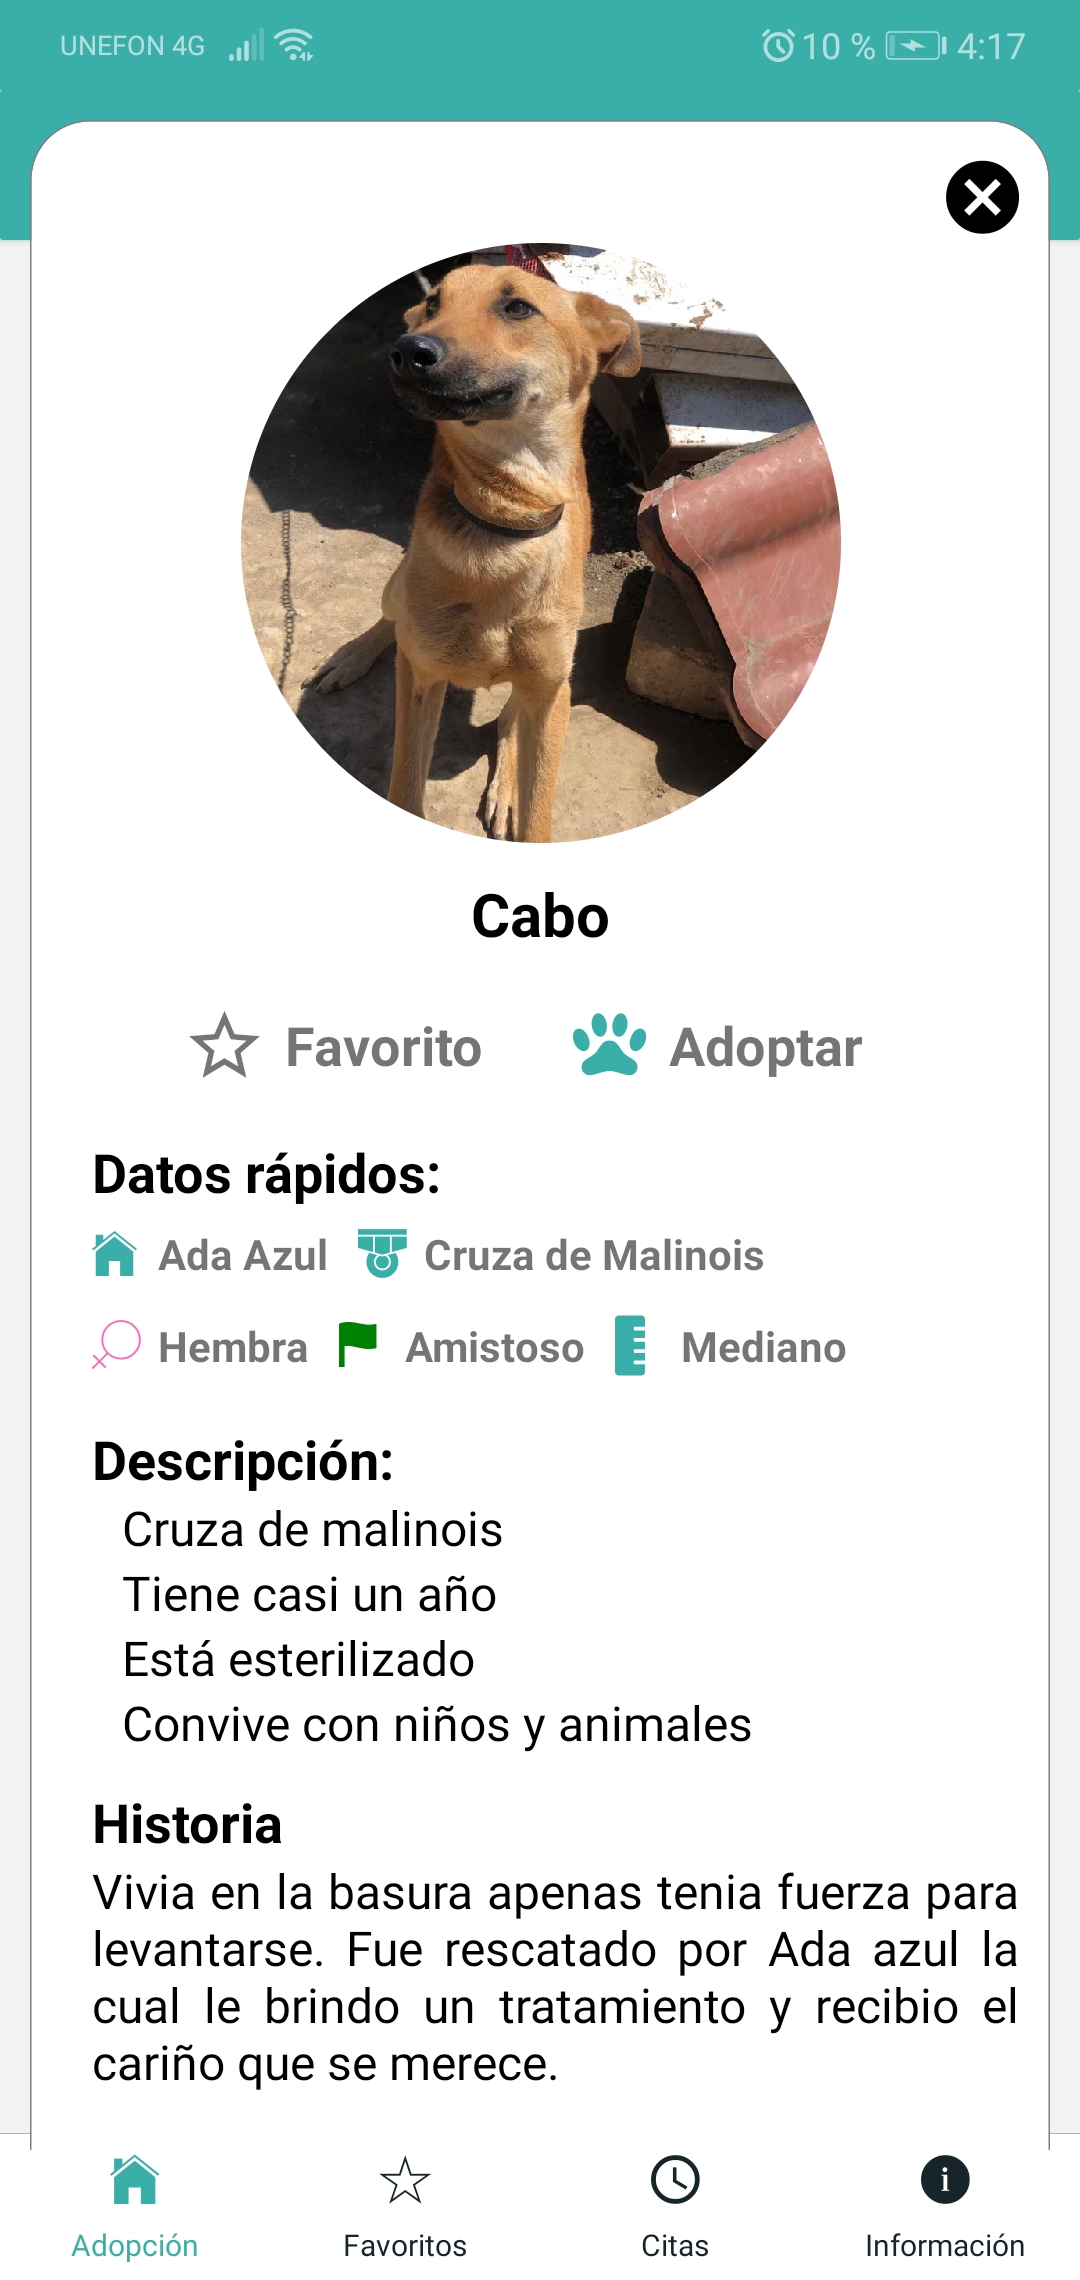 UNEFON 4G 10 % 4:17
Cabo
Favorito Adoptar
Datos rápidos:
Ada Azul Cruza de Malinois
Hembra Amistoso Mediano
Descripción:
Cruza de malinois
Tiene casi un año
Está esterilizado
Convive con niños y animales
Historia
Vivia en la basura apenas tenia fuerza para
levantarse. Fue rescatado por Ada azul la
cual le brindo un tratamiento y recibio el
cariño que se merece.
Adopción Favoritos Citas Información